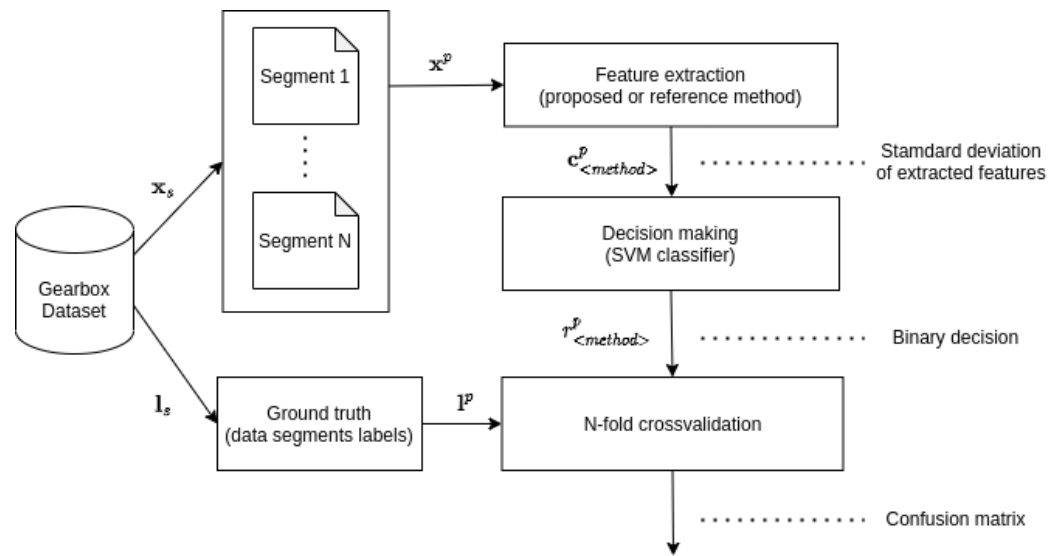 Segment 1
Segment N
x^p
Feature extraction
(proposed or reference method)
c^p_<method>
Stamdard deviation
of extracted features
x_s
Gearbox
Dataset
Decision making
(SVM classifier)
r^p_<method>
Binary decision
l_s
Ground truth
(data segments labels)
l^p
N-fold crossvalidation
Confusion matrix